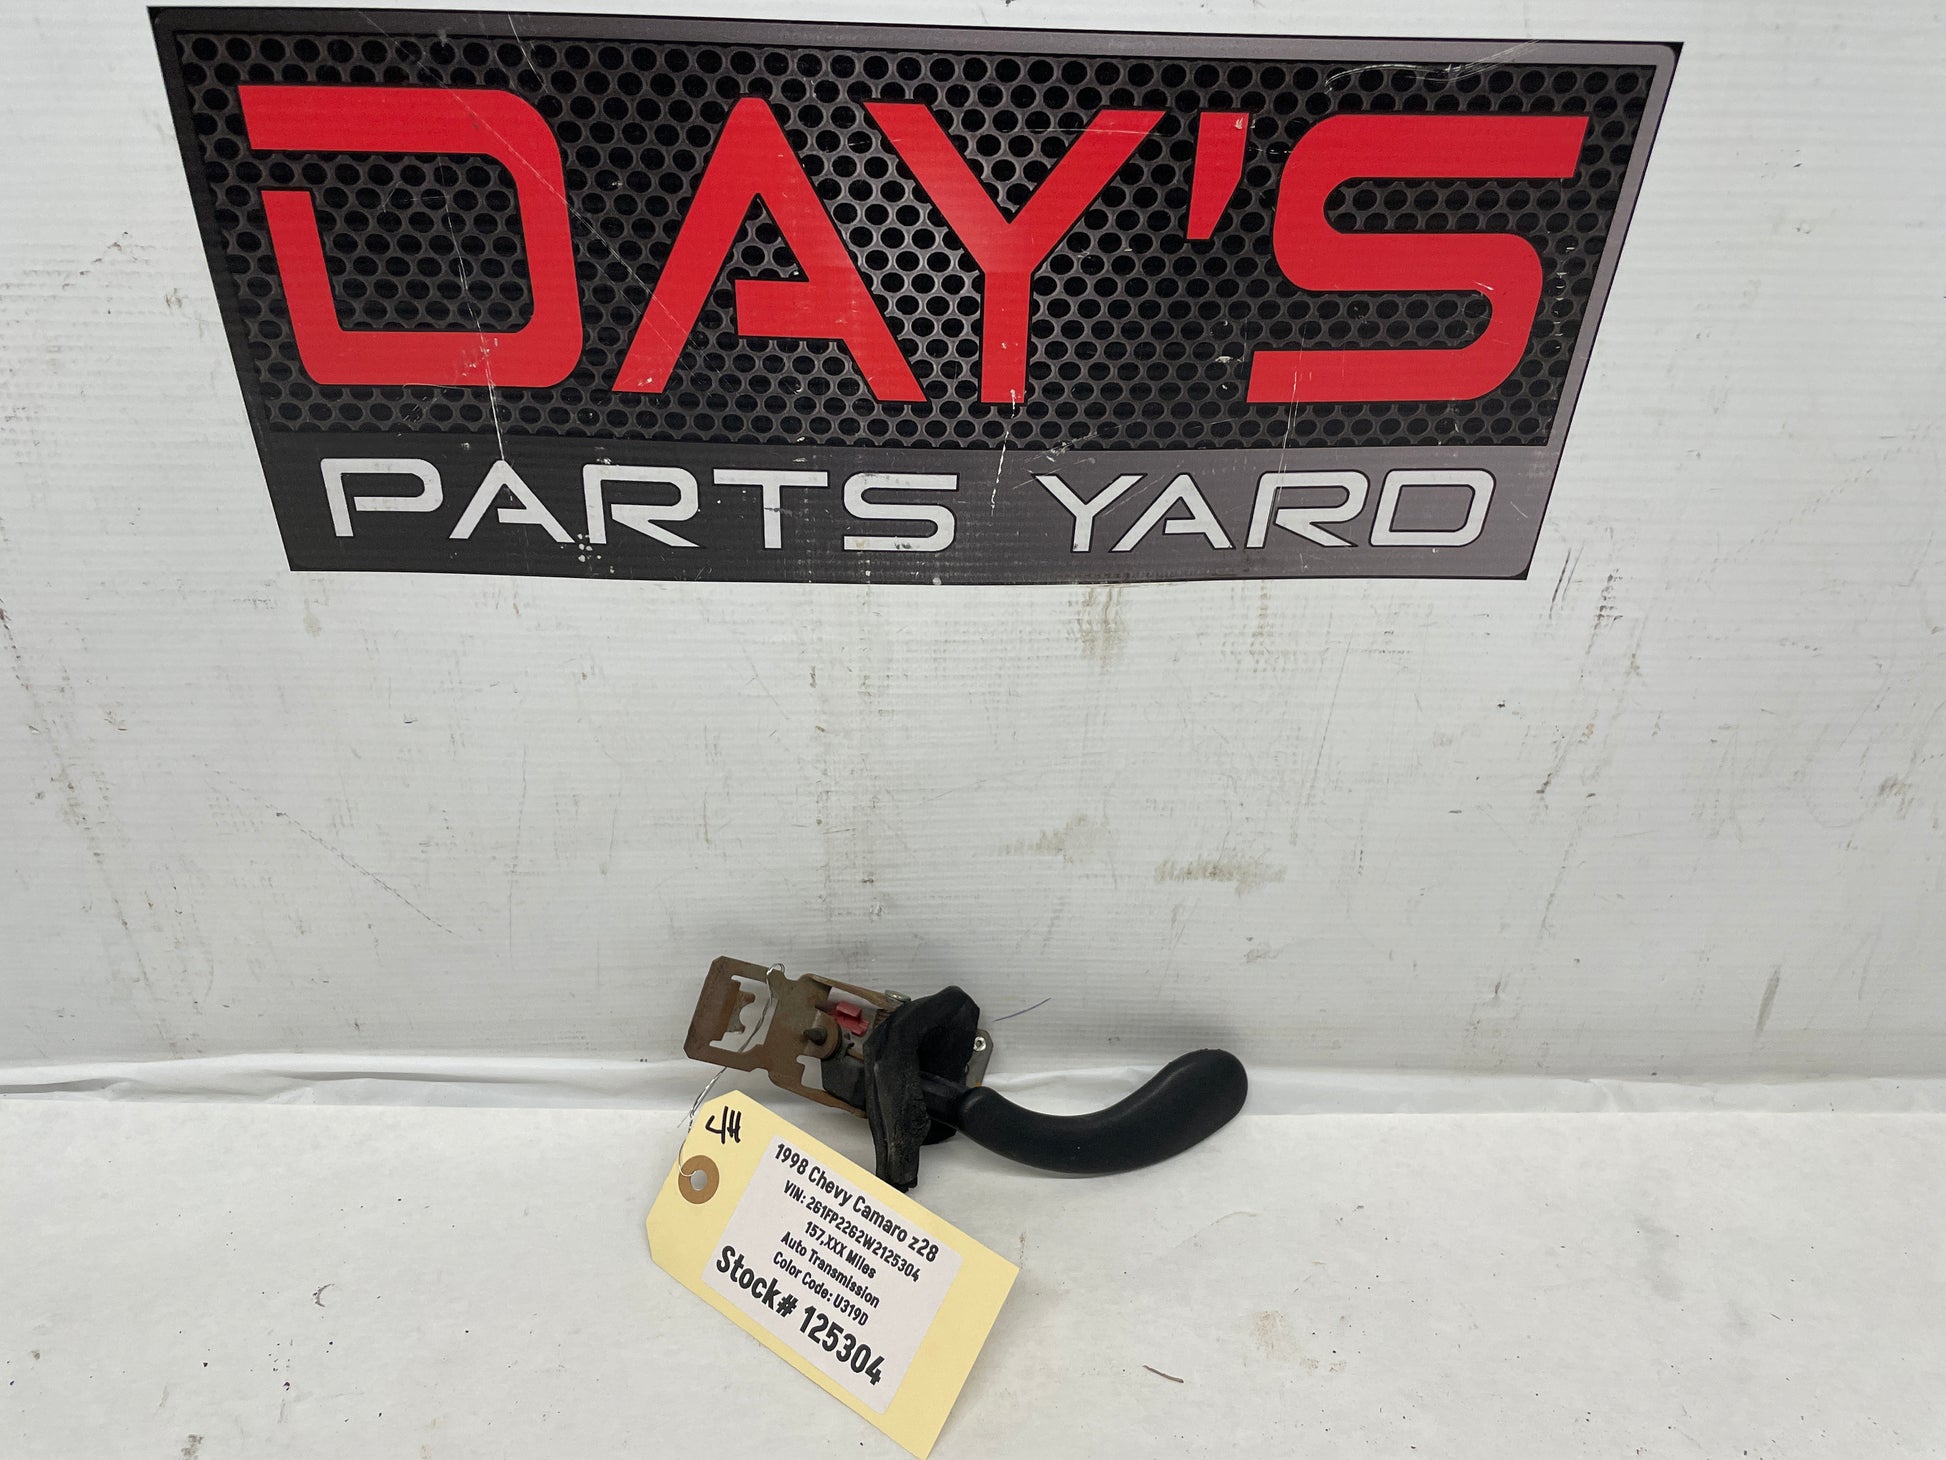 DAY'S
PARTS YARD
JH
1998 Chevy Camaro z28
VIN: 2G1FP22G2W2125304
157,XXX Miles
Auto Transmission
Color Code: U319D
Stock# 125304